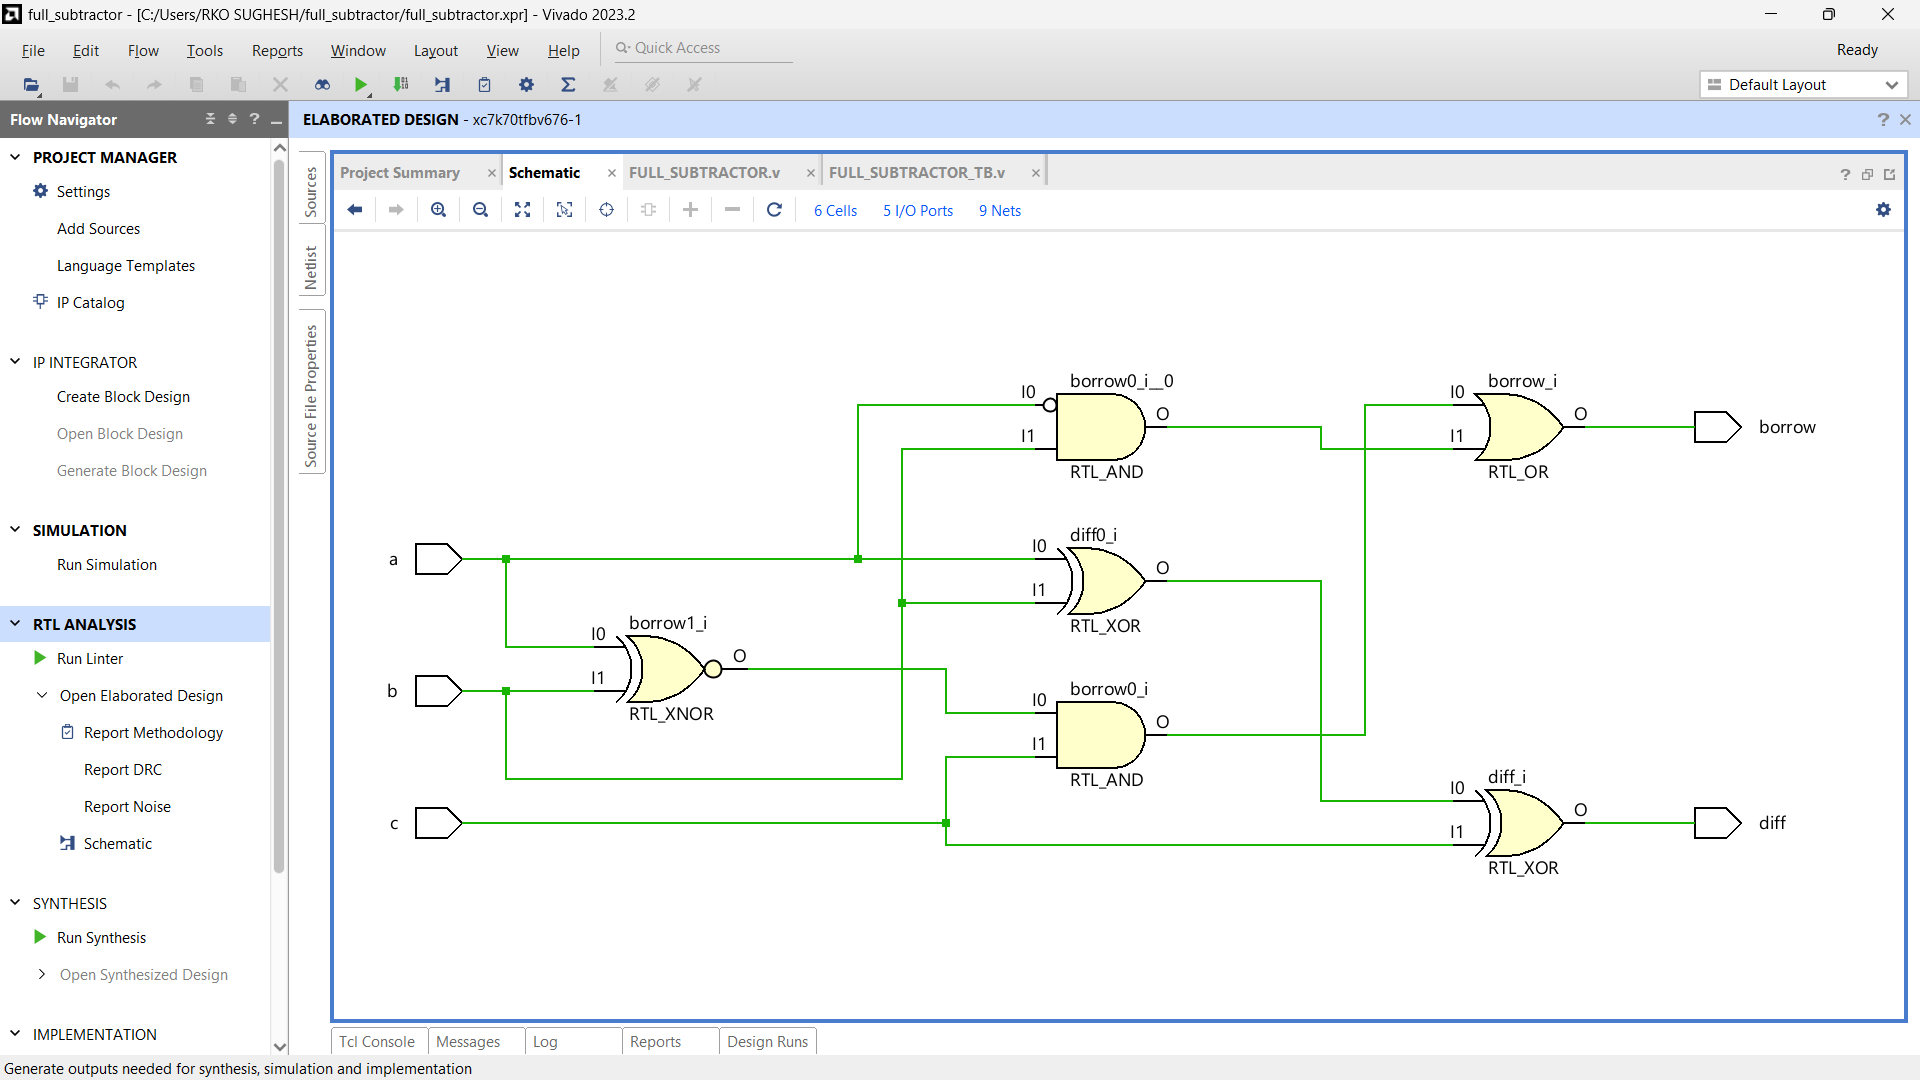 full_subtractor - [C:/Users/RKO SUGHESH/full_subtractor/full_subtractor.xpr] - Vivado 2023.2
File Edit Flow Tools Reports Window Layout View Help Quick Access Ready
Default Layout
Flow Navigator
ELABORATED DESIGN - xc7k70tfbv676-1
PROJECT MANAGER
Settings
Add Sources
Language Templates
IP Catalog
IP INTEGRATOR
Create Block Design
Open Block Design
Generate Block Design
SIMULATION
Run Simulation
RTL ANALYSIS
Run Linter
Open Elaborated Design
Report Methodology
Report DRC
Report Noise
Schematic
SYNTHESIS
Run Synthesis
Open Synthesized Design
IMPLEMENTATION
Sources
Netlist
Source File Properties
Project Summary Schematic FULL_SUBTRACTOR.v FULL_SUBTRACTOR_TB.v
6 Cells 5 I/O Ports 9 Nets
borrow0_i__0
I0
I1
O
RTL_AND
borrow_i
I0
I1
O
RTL_OR
borrow
a
diff0_i
I0
I1
O
RTL_XOR
borrow1_i
I0
I1
O
RTL_XNOR
b
borrow0_i
I0
I1
O
RTL_AND
c
diff_i
I0
I1
O
RTL_XOR
diff
Tcl Console Messages Log Reports Design Runs
Generate outputs needed for synthesis, simulation and implementation